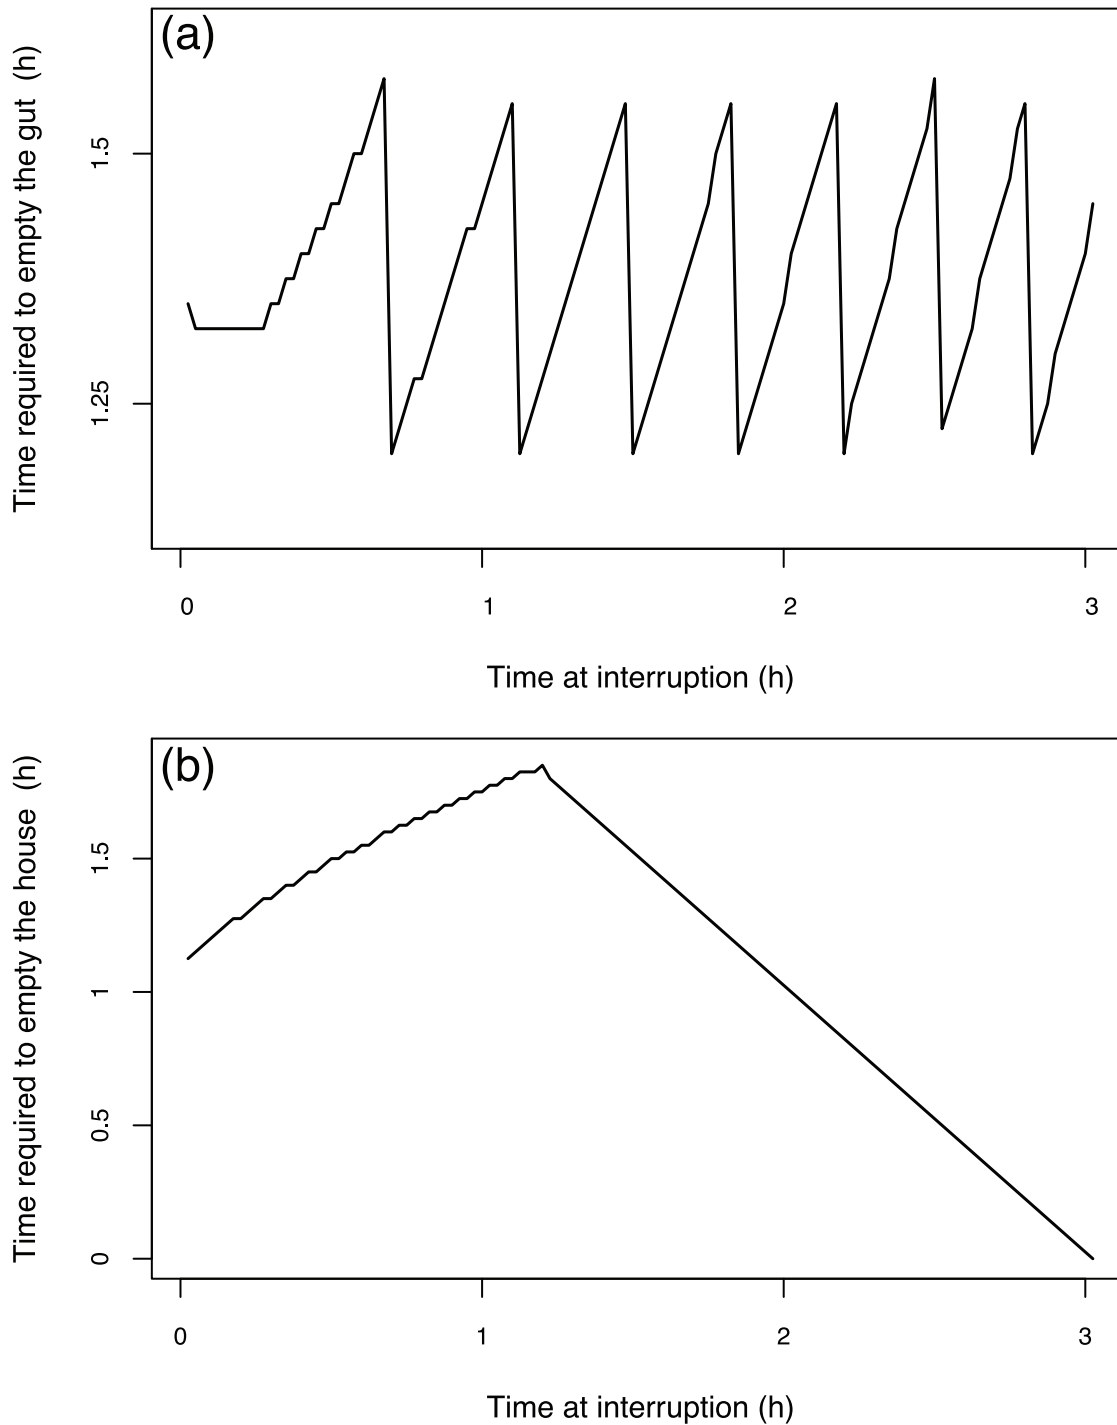 (a)
Time required to empty the gut (h)
1.5
1.25
0 1 2 3
Time at interruption (h)
(b)
Time required to empty the house (h)
1.5
1
0.5
0
0 1 2 3
Time at interruption (h)